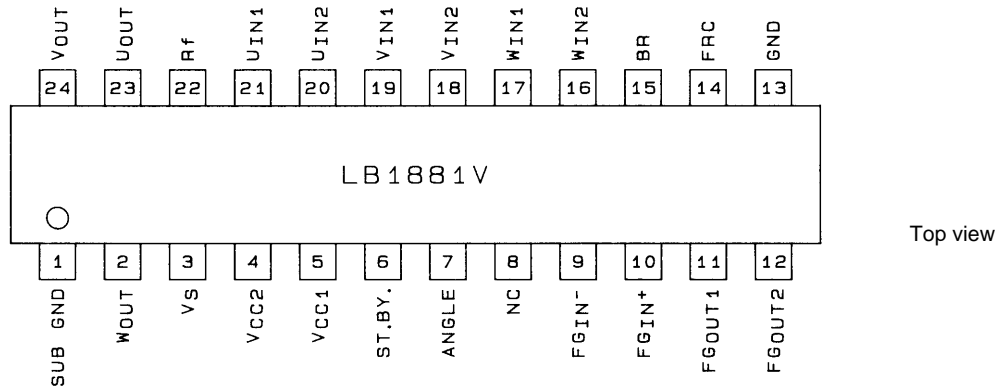 VOUT
UOUT
Rf
UIN1
UIN2
VIN1
VIN2
WIN1
WIN2
BR
FRC
GND
24 23 22 21 20 19 18 17 16 15 14 13
LB1881V
Top view
1 2 3 4 5 6 7 8 9 10 11 12
SUB GND
WOUT
VS
VCC2
VCC1
ST.BY.
ANGLE
NC
FGIN-
FGIN+
FGOUT1
FGOUT2